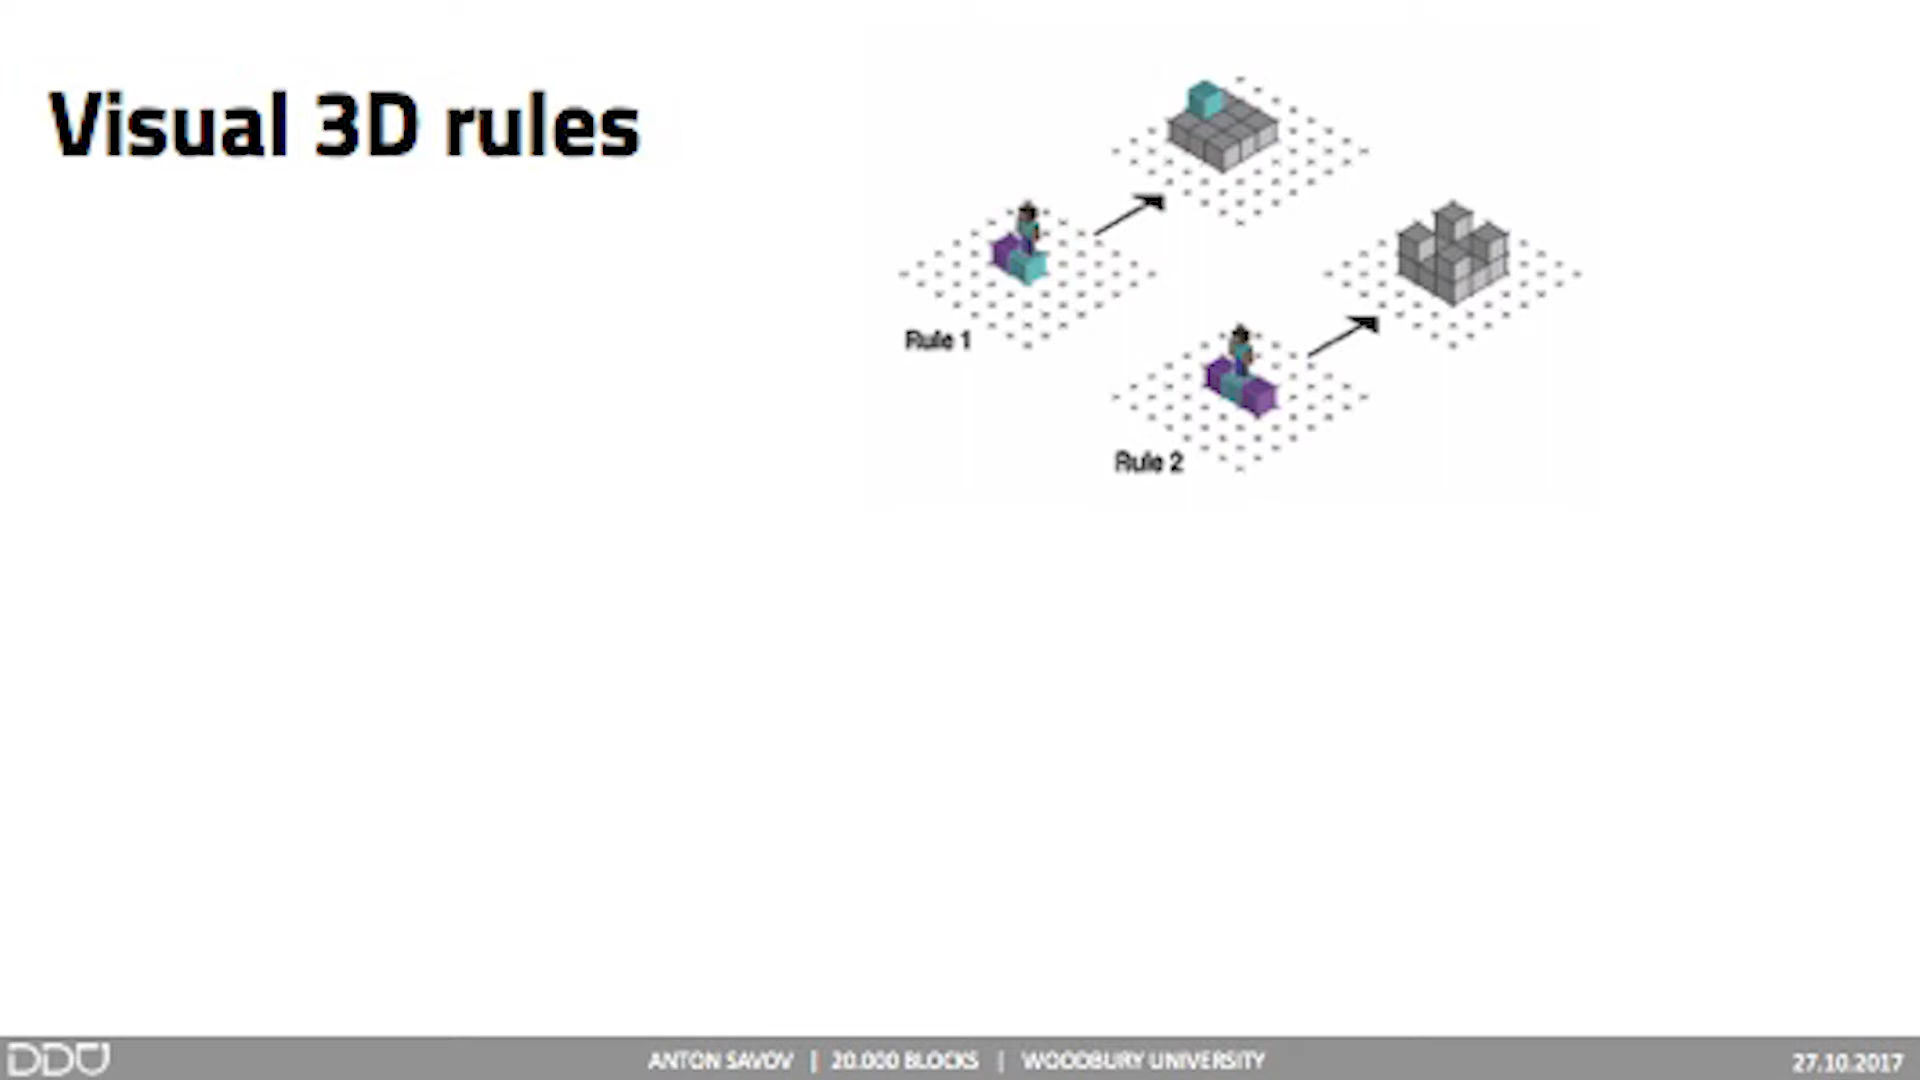 Visual 3D rules
Rule 1
Rule 2
DDU
ANTON SAVOV | 20.000 BLOCKS | WOODBURY UNIVERSITY
27.10.2017